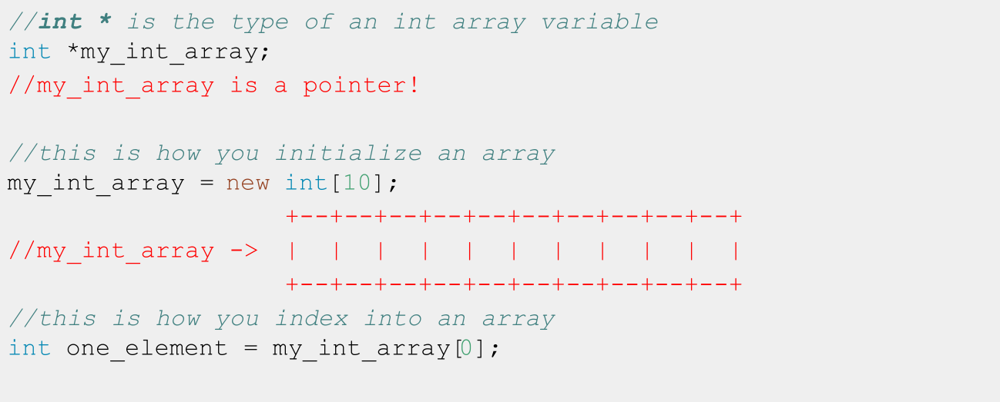 //int * is the type of an int array variable
int *my_int_array;
//my_int_array is a pointer!
//this is how you initialize an array
my_int_array = new int[10];
+--+--+--+--+--+--+--+--+--+--+
//my_int_array -> |  |  |  |  |  |  |  |  |  |  |
+--+--+--+--+--+--+--+--+--+--+
//this is how you index into an array
int one_element = my_int_array[0];